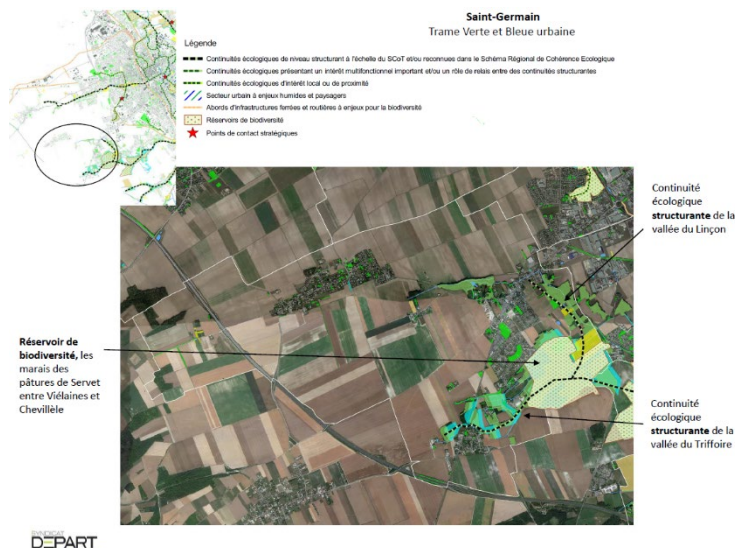 Saint-Germain
Trame Verte et Bleue urbaine
Légende
Continuités écologiques de niveau structurant à l'échelle du SCoT et/ou reconnues dans le Schéma Régional de Cohérence Ecologique
Continuités écologiques présentant un intérêt multifonctionnel important et/ou un rôle de relais entre des continuités structurantes
Continuités écologiques d'intérêt local ou de proximité
Secteur urbain à enjeux humides et paysagers
Abords d'infrastructures ferrées et routières à enjeux pour la biodiversité
Réservoirs de biodiversité
Points de contact stratégiques
Continuité
écologique
structurante de la
vallée du Linçon
Réservoir de
biodiversité, les
marais des
pâtures de Servet
entre Viélaines et
Chevillèle
Continuité
écologique
structurante de la
vallée du Triffoire
SYNDICAT
DEPART